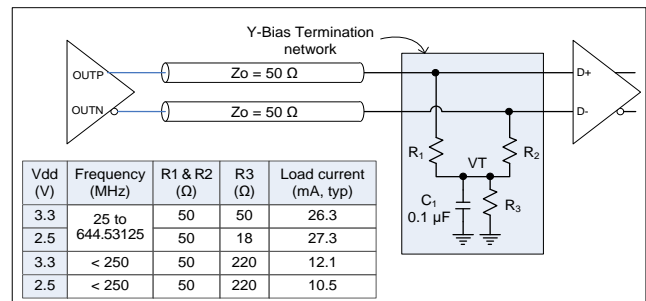 Y-Bias Termination
network
OUTP
OUTN
Zo = 50 Ω
Zo = 50 Ω
D+
D-
R1
R2
VT
C1
0.1 µF
R3
Vdd (V) Frequency (MHz) R1 & R2 (Ω) R3 (Ω) Load current (mA, typ)
3.3 25 to 644.53125 50 50 26.3
2.5 50 18 27.3
3.3 < 250 50 220 12.1
2.5 < 250 50 220 10.5